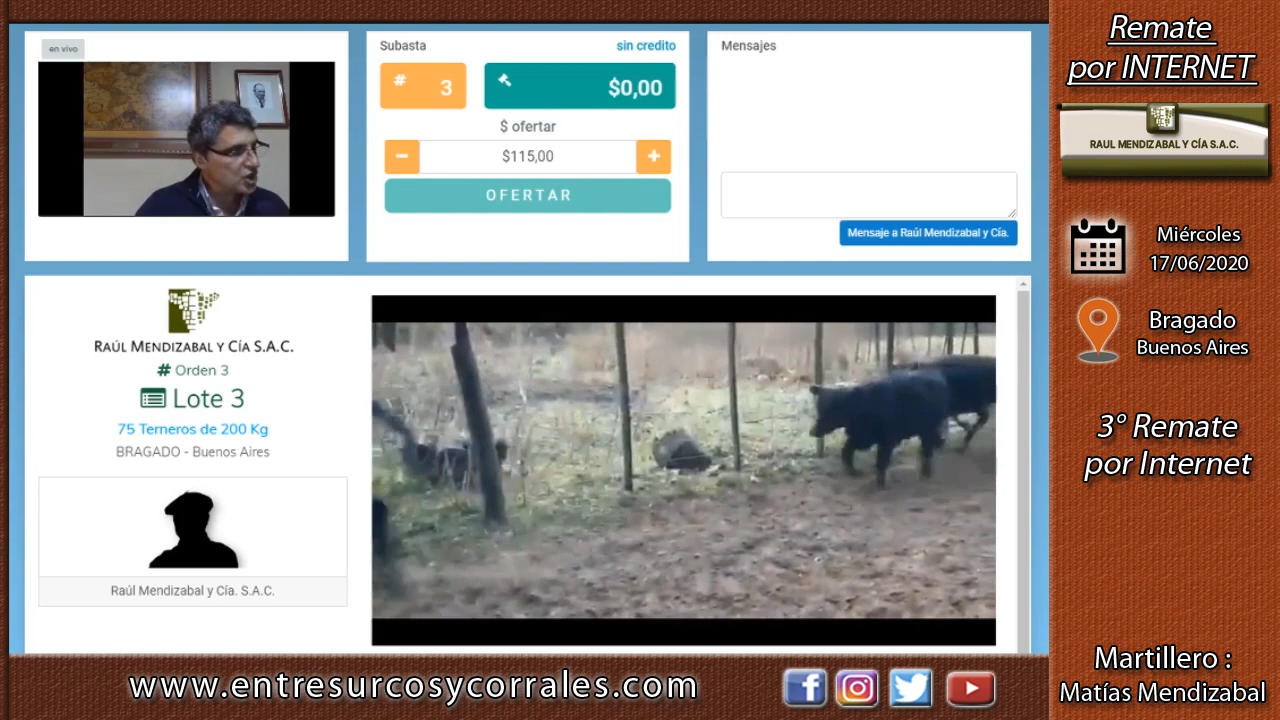 en vivo
Subasta
sin credito
# 3
$0,00
$ ofertar
− $115,00 +
OFERTAR
Mensajes
Mensaje a Raúl Mendizabal y Cía.
RAÚL MENDIZABAL Y CÍA S.A.C.
# Orden 3
Lote 3
75 Terneros de 200 Kg
BRAGADO - Buenos Aires
Raúl Mendizabal y Cía. S.A.C.
Remate
por INTERNET
RAUL MENDIZABAL Y CÍA S.A.C.
Miércoles
17/06/2020
Bragado
Buenos Aires
3° Remate
por Internet
Martillero :
Matías Mendizabal
www.entresurcosycorrales.com